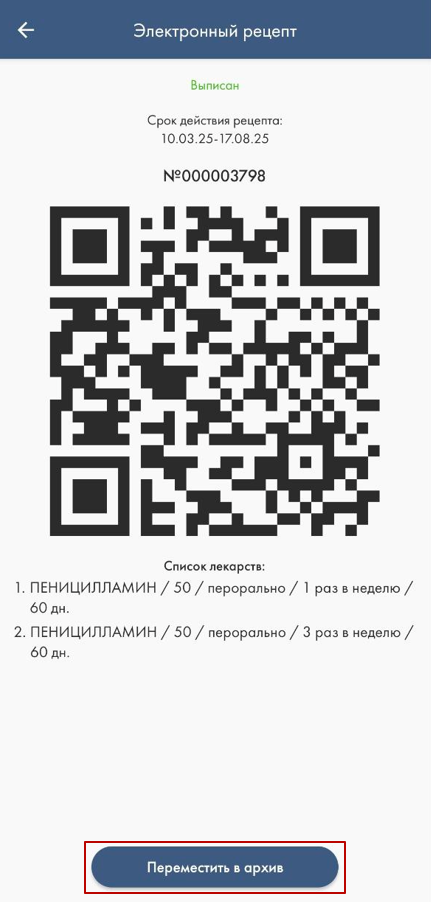 Электронный рецепт
Выписан
Срок действия рецепта:
10.03.25-17.08.25
№000003798
Список лекарств:
1. ПЕНИЦИЛЛАМИН / 50 / перорально / 1 раз в неделю /
60 дн.
2. ПЕНИЦИЛЛАМИН / 50 / перорально / 3 раз в неделю /
60 дн.
Переместить в архив